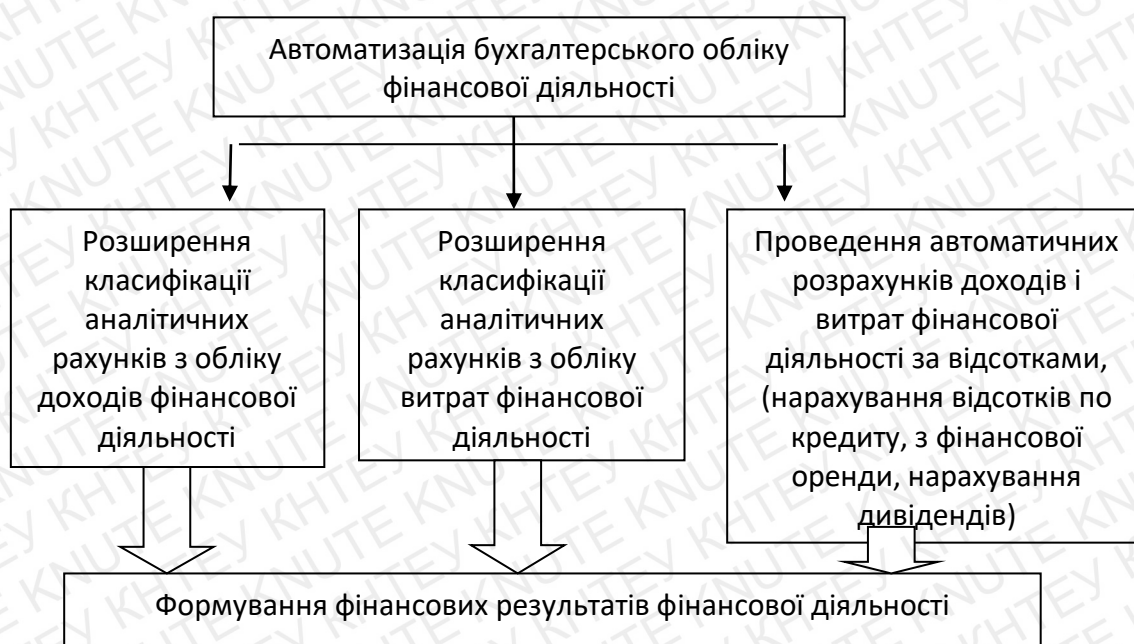 Автоматизація бухгалтерського обліку
фінансової діяльності
Розширення
класифікації
аналітичних
рахунків з обліку
доходів фінансової
діяльності
Розширення
класифікації
аналітичних
рахунків з обліку
витрат фінансової
діяльності
Проведення автоматичних
розрахунків доходів і
витрат фінансової
діяльності за відсотками,
(нарахування відсотків по
кредиту, з фінансової
оренди, нарахування
дивідендів)
Формування фінансових результатів фінансової діяльності